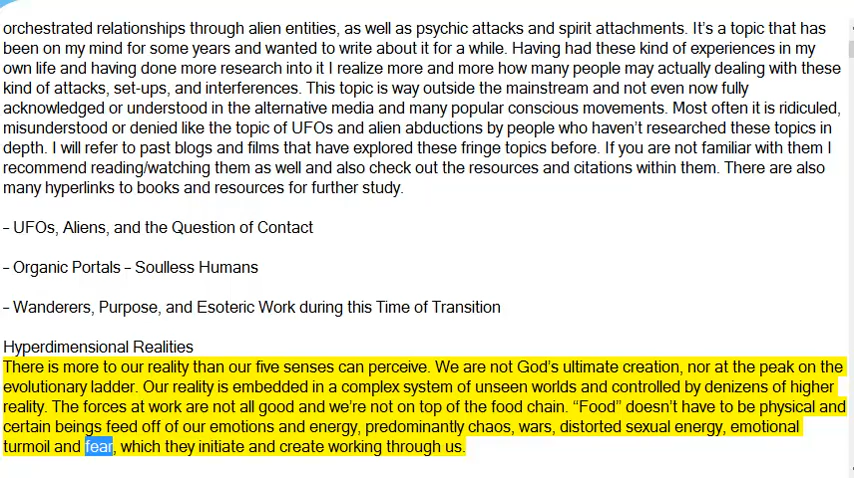 orchestrated relationships through alien entities, as well as psychic attacks and spirit attachments. It's a topic that has
been on my mind for some years and wanted to write about it for a while. Having had these kind of experiences in my
own life and having done more research into it I realize more and more how many people may actually dealing with these
kind of attacks, set-ups, and interferences. This topic is way outside the mainstream and not even now fully
acknowledged or understood in the alternative media and many popular conscious movements. Most often it is ridiculed,
misunderstood or denied like the topic of UFOs and alien abductions by people who haven't researched these topics in
depth. I will refer to past blogs and films that have explored these fringe topics before. If you are not familiar with them I
recommend reading/watching them as well and also check out the resources and citations within them. There are also
many hyperlinks to books and resources for further study.
– UFOs, Aliens, and the Question of Contact
– Organic Portals – Soulless Humans
– Wanderers, Purpose, and Esoteric Work during this Time of Transition
Hyperdimensional Realities
There is more to our reality than our five senses can perceive. We are not God's ultimate creation, nor at the peak on the
evolutionary ladder. Our reality is embedded in a complex system of unseen worlds and controlled by denizens of higher
reality. The forces at work are not all good and we're not on top of the food chain. “Food” doesn't have to be physical and
certain beings feed off of our emotions and energy, predominantly chaos, wars, distorted sexual energy, emotional
turmoil and fear, which they initiate and create working through us.